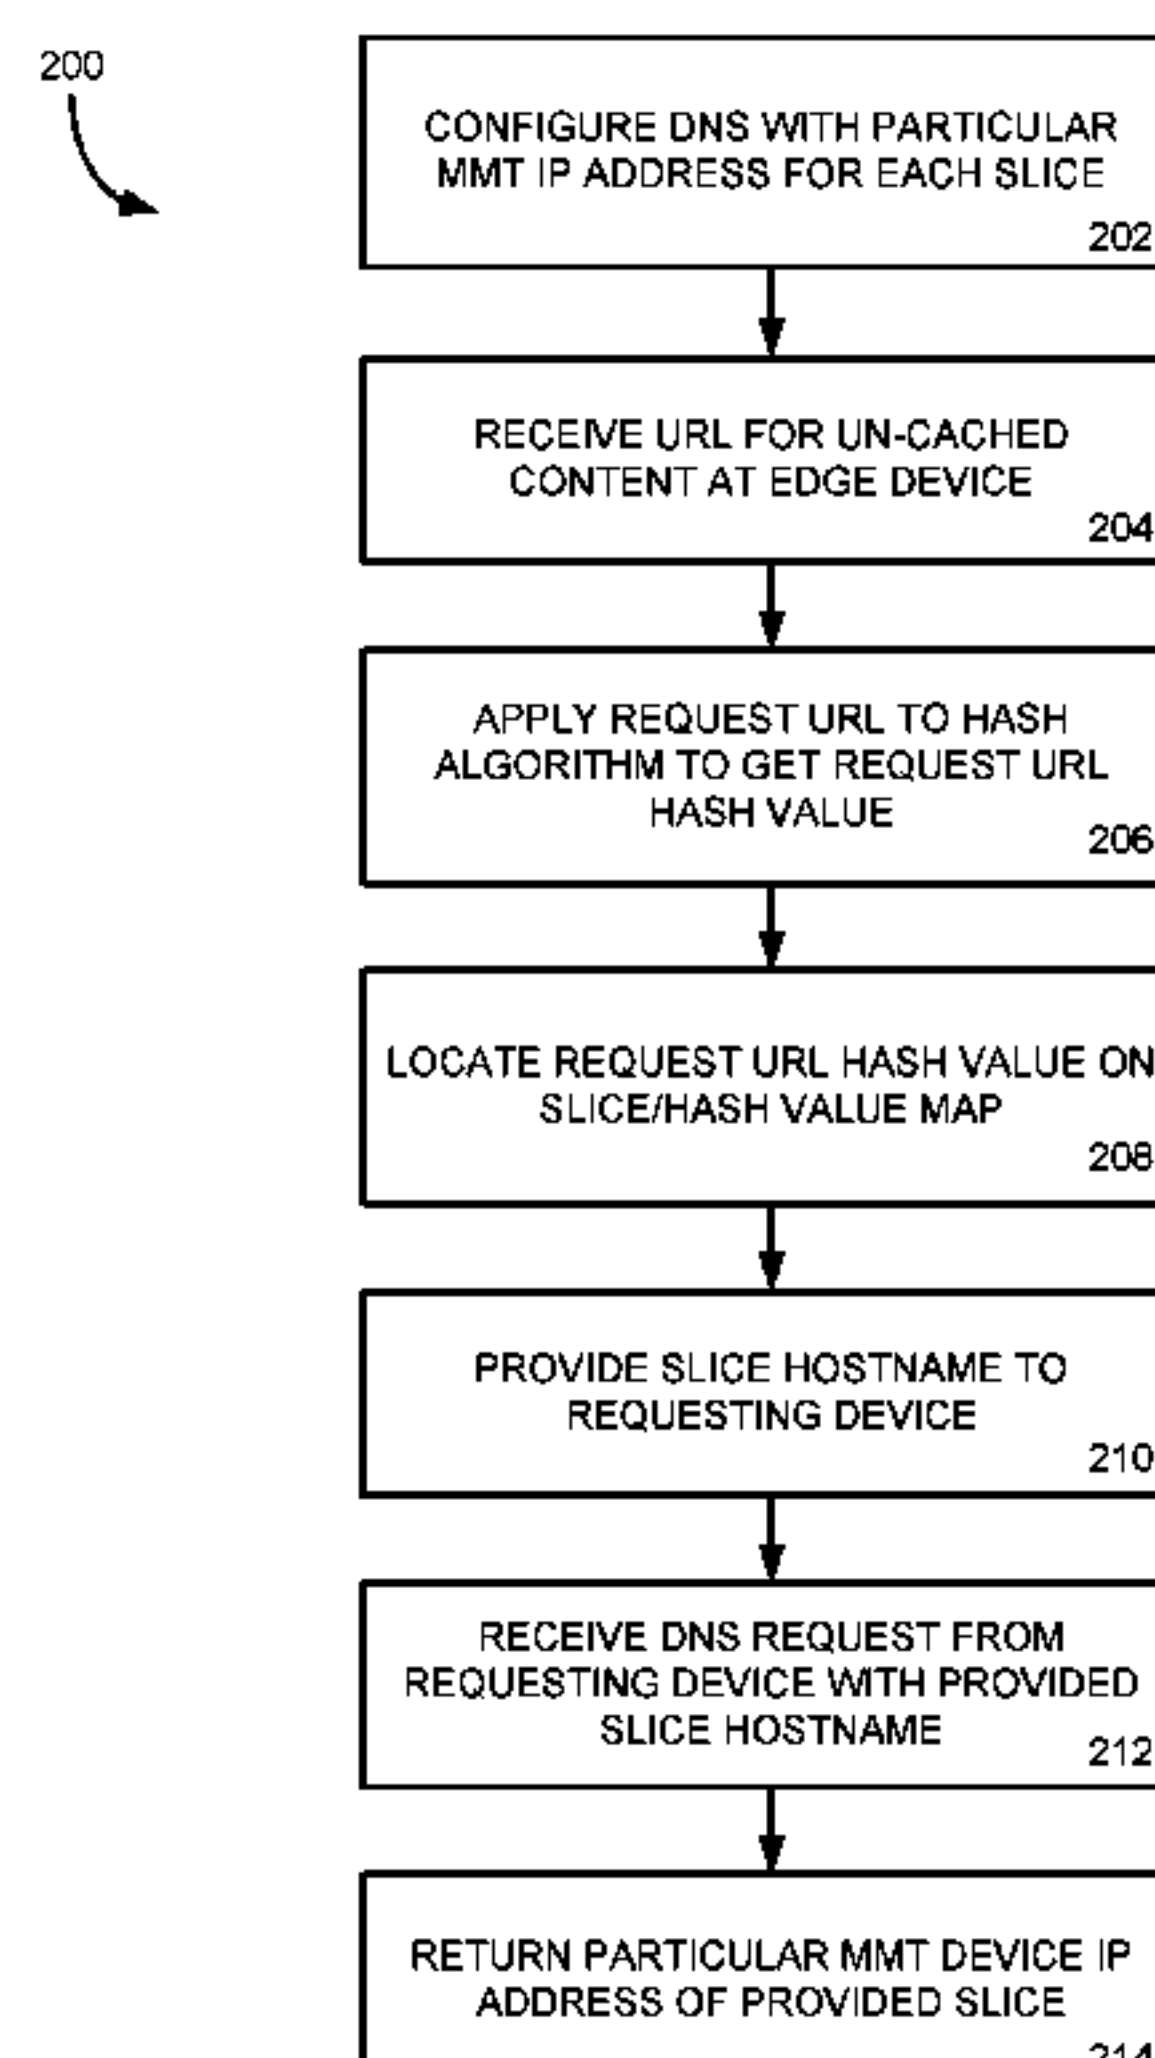 200
CONFIGURE DNS WITH PARTICULAR
MMT IP ADDRESS FOR EACH SLICE
202
RECEIVE URL FOR UN-CACHED
CONTENT AT EDGE DEVICE
204
APPLY REQUEST URL TO HASH
ALGORITHM TO GET REQUEST URL
HASH VALUE
206
LOCATE REQUEST URL HASH VALUE ON
SLICE/HASH VALUE MAP
208
PROVIDE SLICE HOSTNAME TO
REQUESTING DEVICE
210
RECEIVE DNS REQUEST FROM
REQUESTING DEVICE WITH PROVIDED
SLICE HOSTNAME
212
RETURN PARTICULAR MMT DEVICE IP
ADDRESS OF PROVIDED SLICE
214